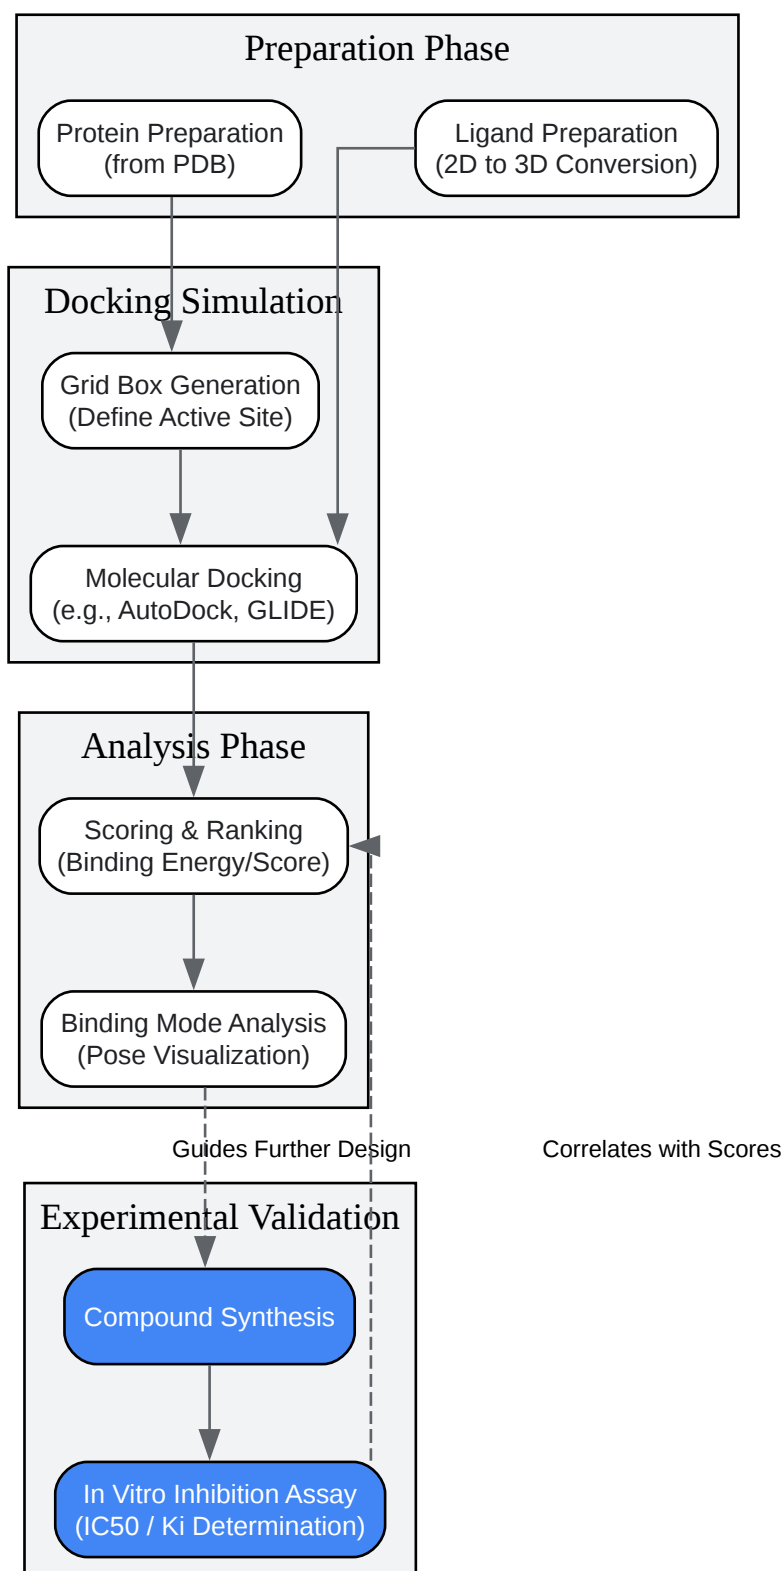 Preparation Phase
Protein Preparation
(from PDB)
Ligand Preparation
(2D to 3D Conversion)
Docking Simulation
Grid Box Generation
(Define Active Site)
Molecular Docking
(e.g., AutoDock, GLIDE)
Analysis Phase
Scoring & Ranking
(Binding Energy/Score)
Binding Mode Analysis
(Pose Visualization)
Guides Further Design
Correlates with Scores
Experimental Validation
Compound Synthesis
In Vitro Inhibition Assay
(IC50 / Ki Determination)